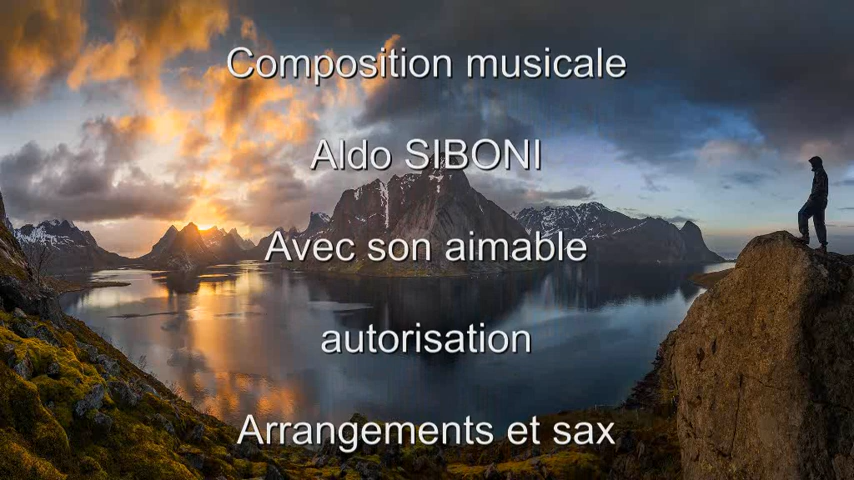 Composition musicale
Aldo SIBONI
Avec son aimable
autorisation
Arrangements et sax